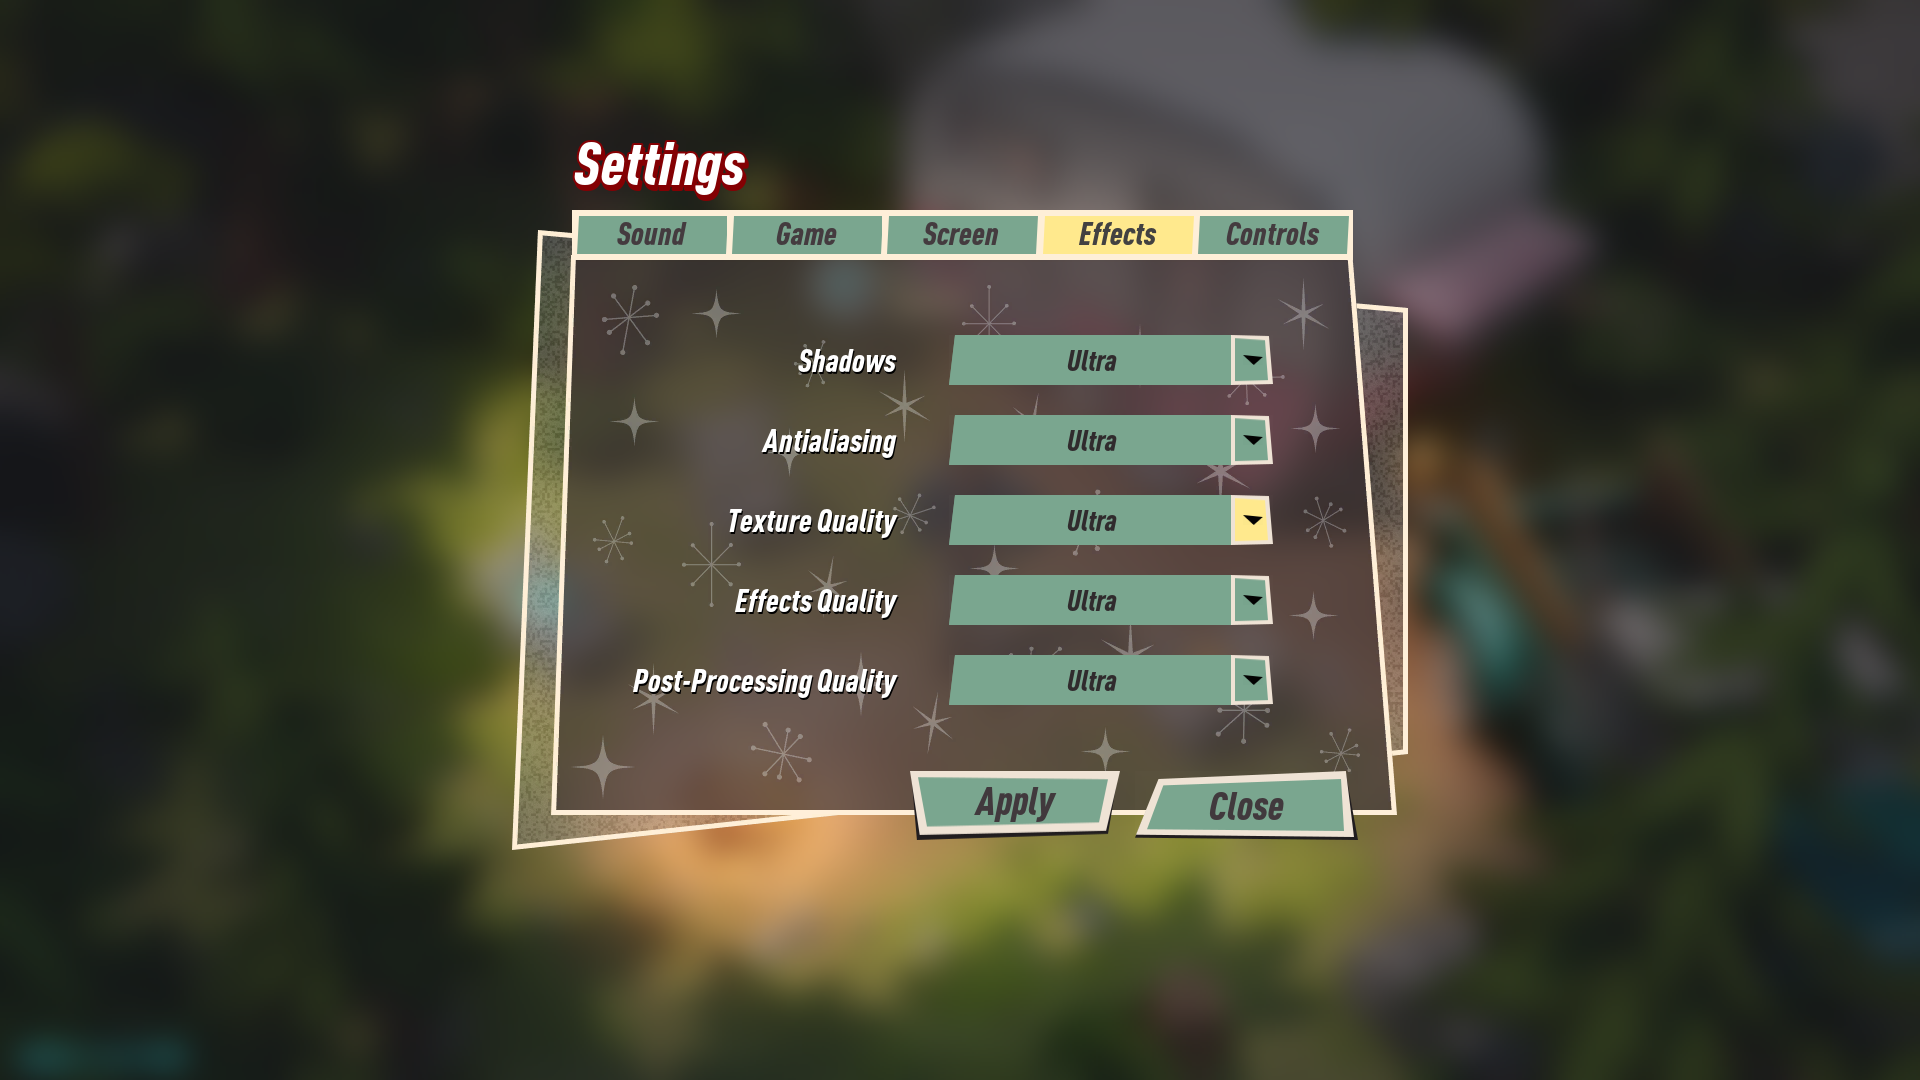 Settings
Sound Game Screen Effects Controls
Shadows Ultra
Antialiasing Ultra
Texture Quality Ultra
Effects Quality Ultra
Post-Processing Quality Ultra
Apply Close